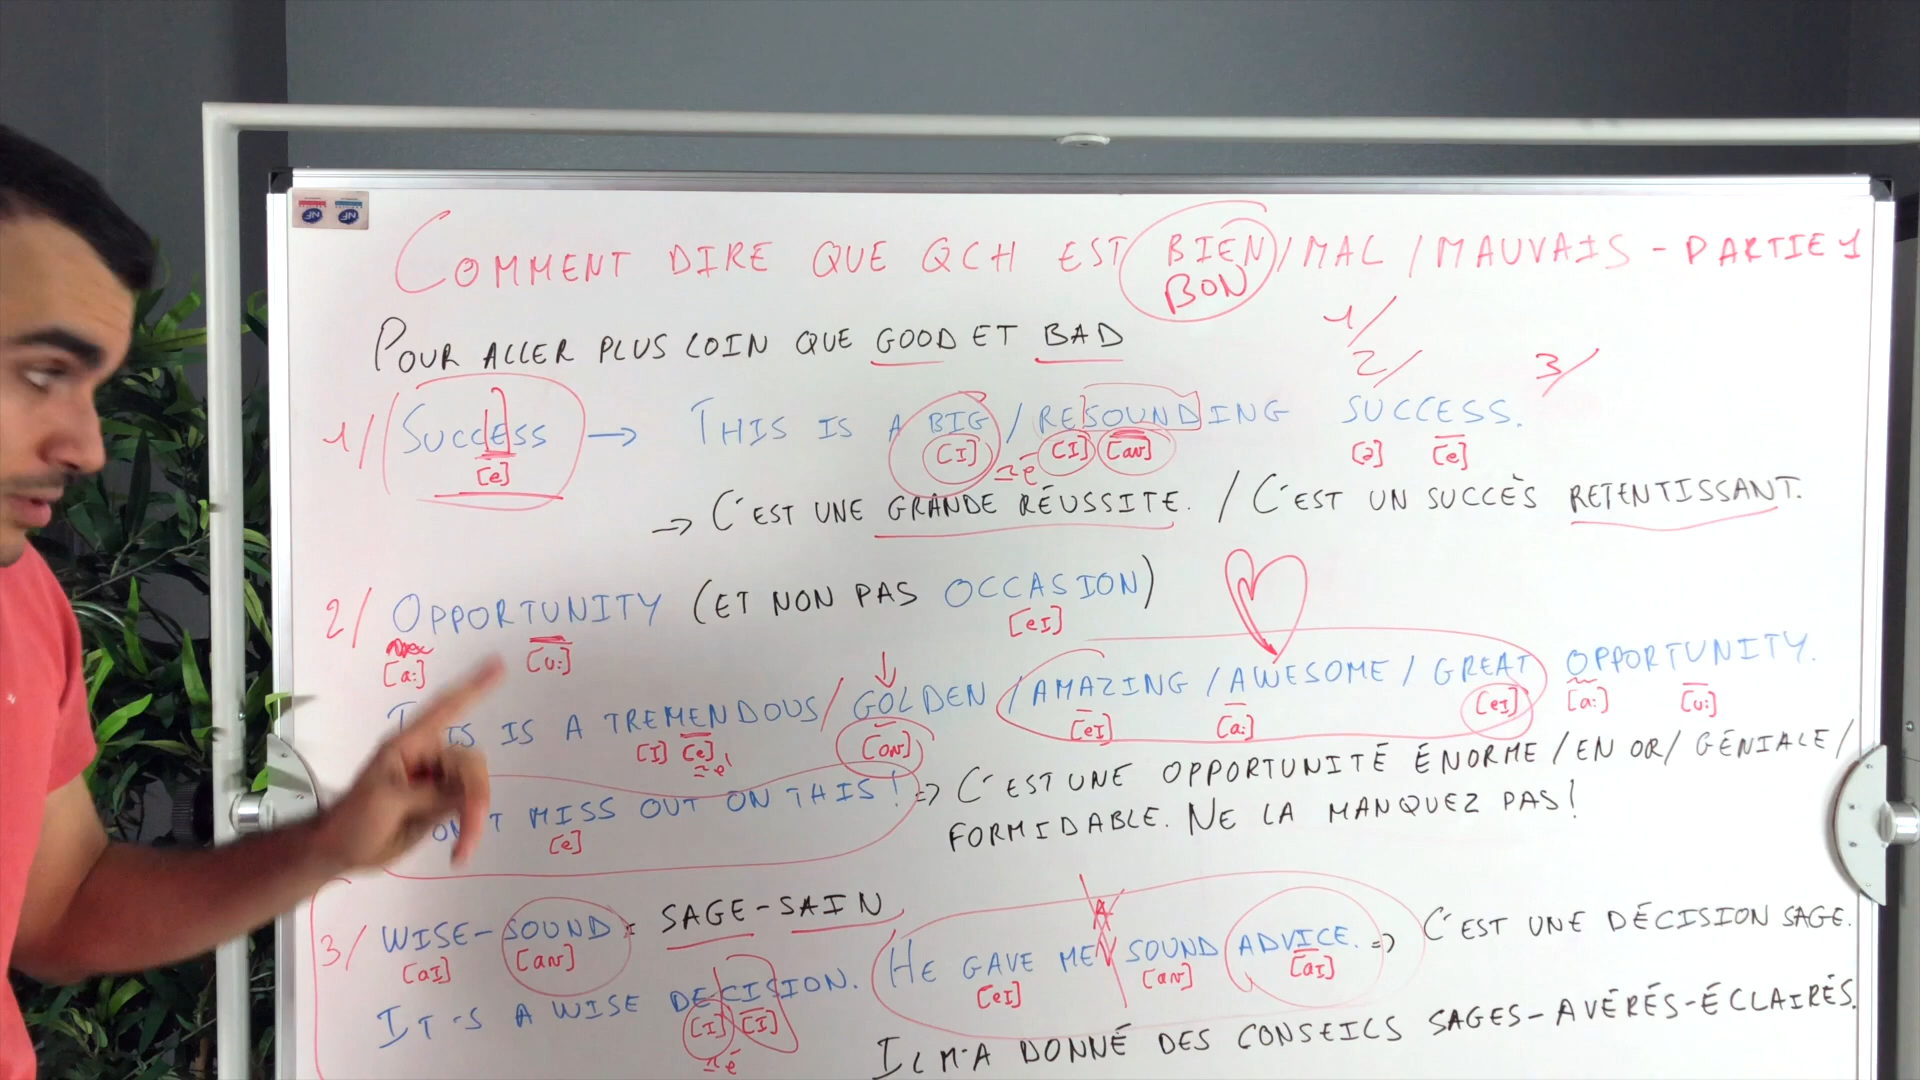 COMMENT DIRE QUE QCH EST BIEN/MAL/MAUVAIS - PARTIE 1
BON
POUR ALLER PLUS LOIN QUE GOOD ET BAD
1/
2/
3/
1/ SUCCESS → THIS IS A BIG / RESOUNDING SUCCESS.
[e] [I] ≃é [I] [aʊ] [ə] [e]
→ C'EST UNE GRANDE RÉUSSITE. / C'EST UN SUCCÈS RETENTISSANT.
2/ OPPORTUNITY (ET NON PAS OCCASION)
[a:] [u:] [eI]
THIS IS A TREMENDOUS/ GOLDEN / AMAZING / AWESOME / GREAT OPPORTUNITY.
[I] [e] ≃é [oʊ] [eI] [a:] [eI] [a:] [u:]
MISS OUT ON THIS! => C'EST UNE OPPORTUNITÉ ÉNORME/EN OR/ GÉNIALE/
[e]
FORMIDABLE. NE LA MANQUEZ PAS!
3/ WISE-SOUND = SAGE-SAIN
[aI] [aʊ]
IT'S A WISE DECISION. HE GAVE ME SOUND ADVICE. => C'EST UNE DÉCISION SAGE.
[I] [I] ≃é [eI] [aʊ] [aI]
IL M'A DONNÉ DES CONSEILS SAGES-AVÉRÉS-ÉCLAIRÉS.
NF NF